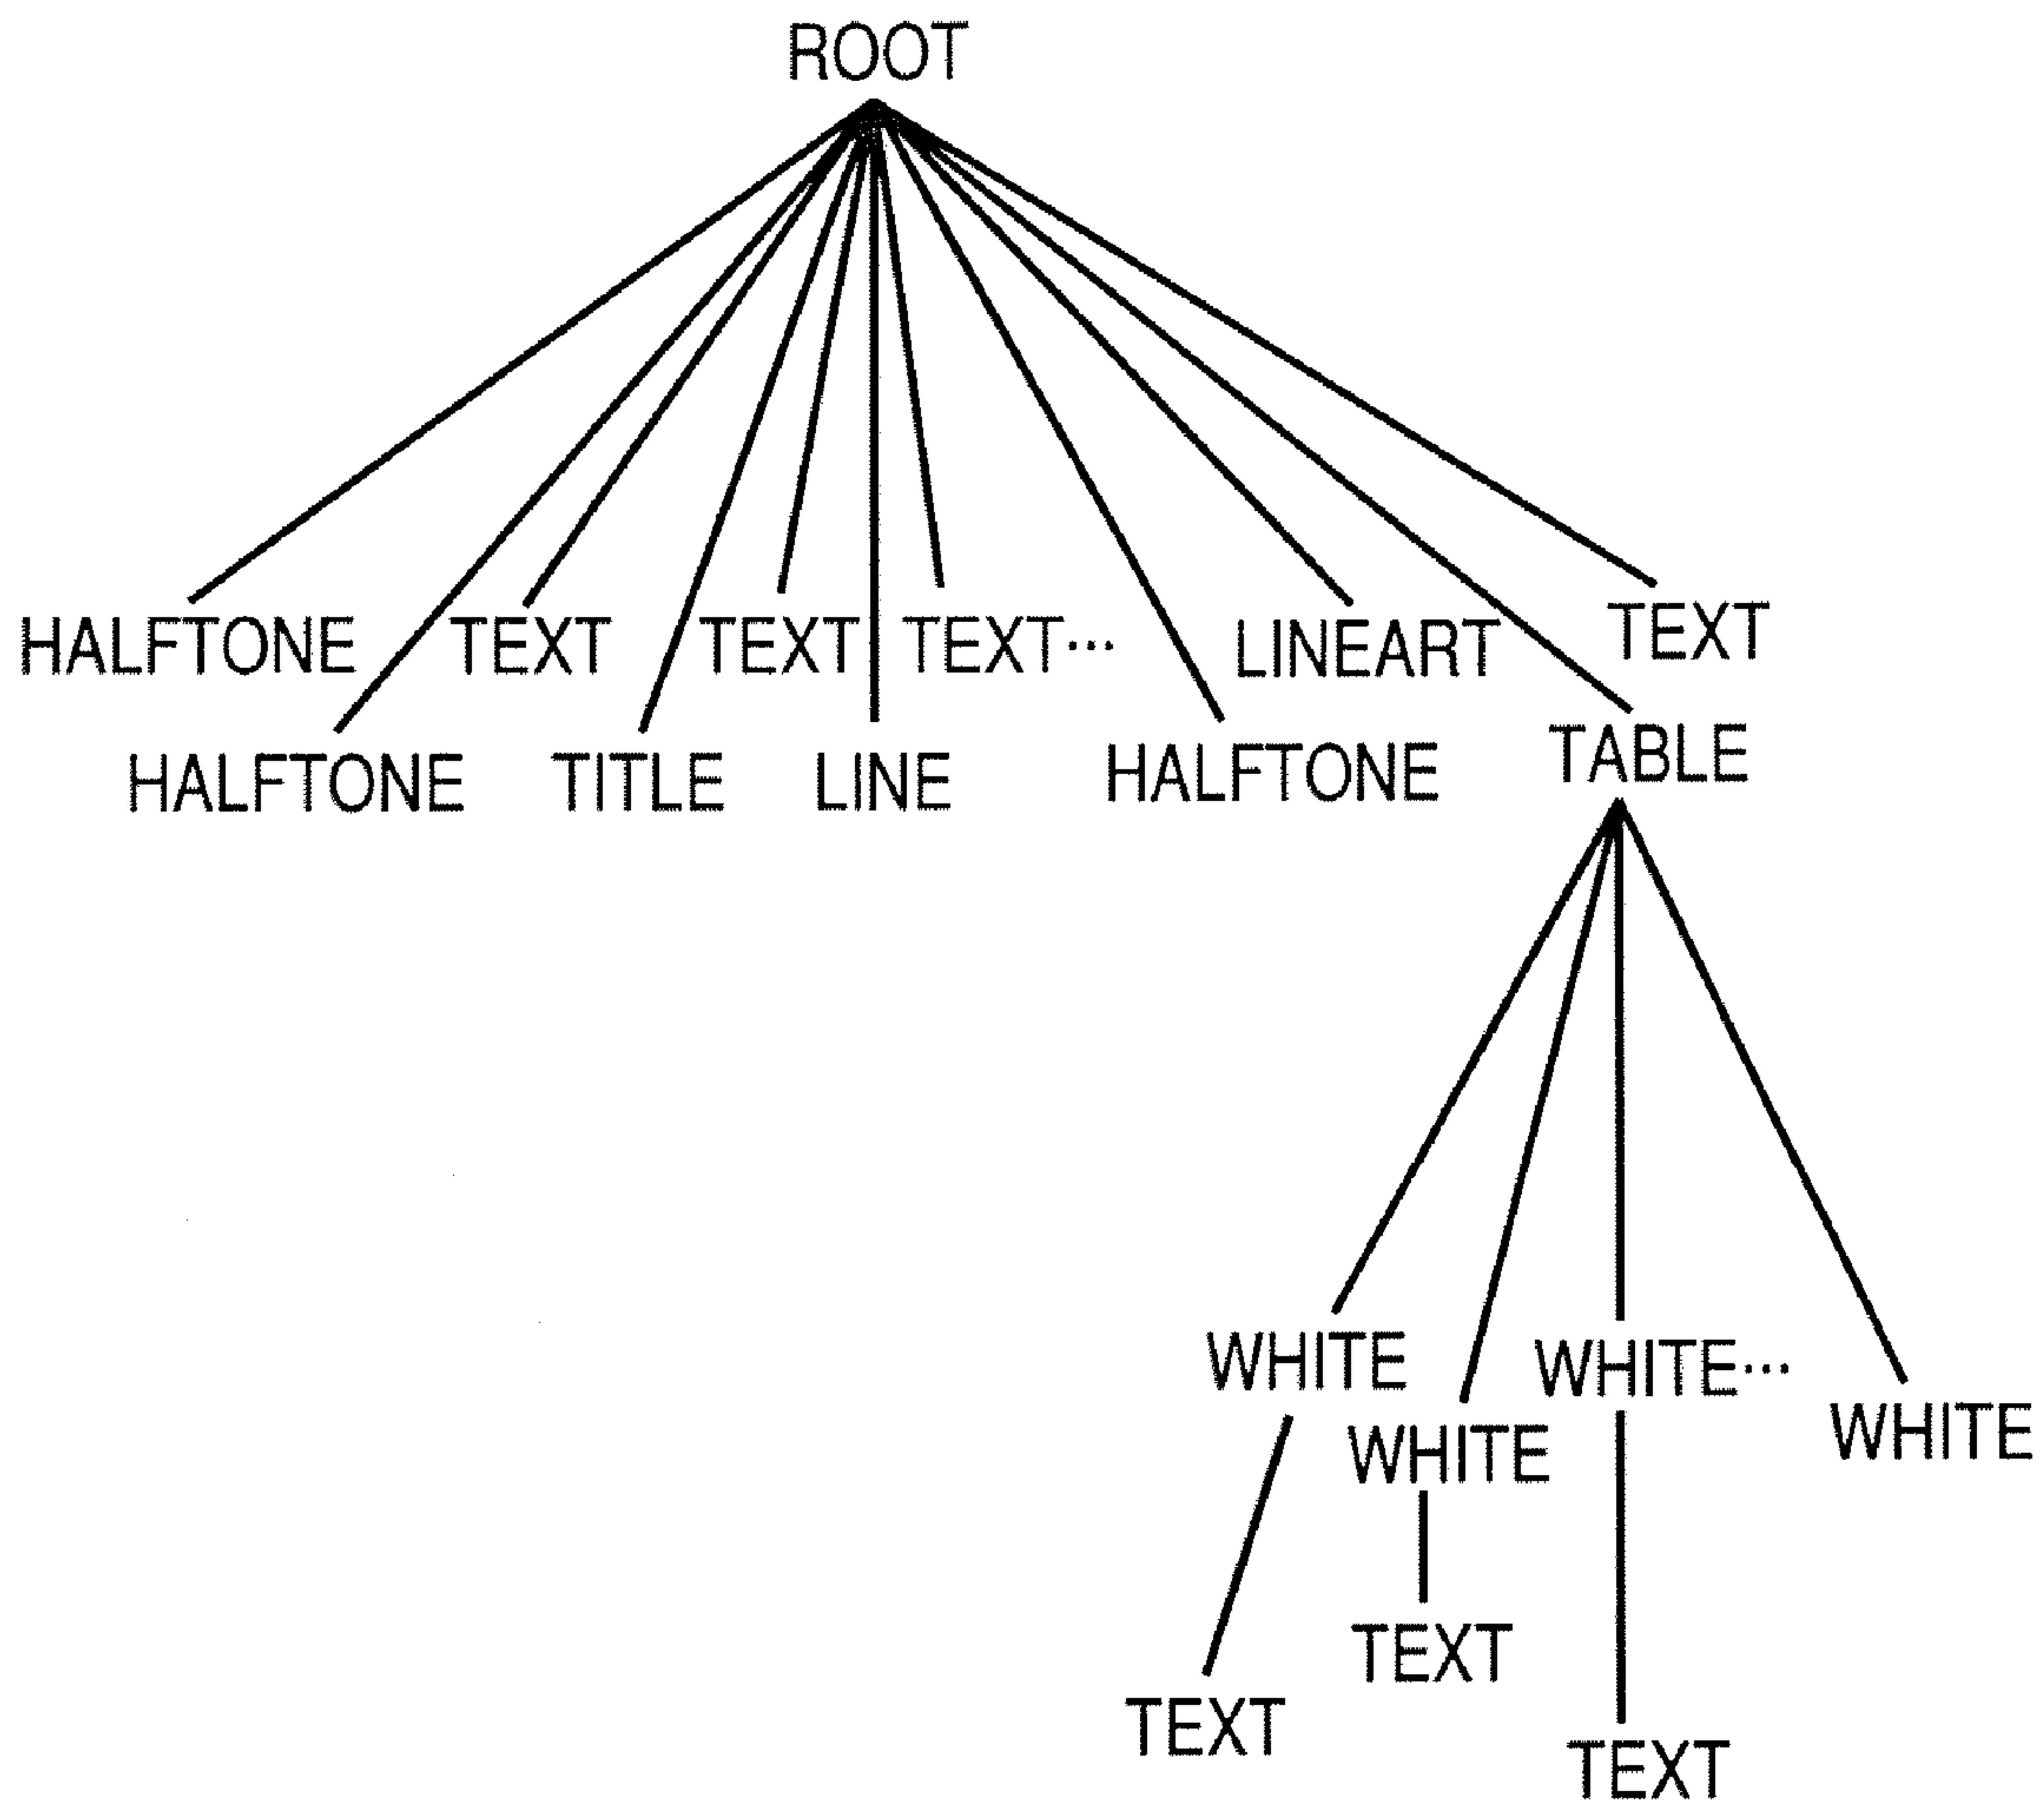 ROOT
HALFTONE TEXT TEXT TEXT··· LINEART TEXT
HALFTONE TITLE LINE HALFTONE TABLE
WHITE WHITE··· 
WHITE WHITE
TEXT
TEXT
TEXT